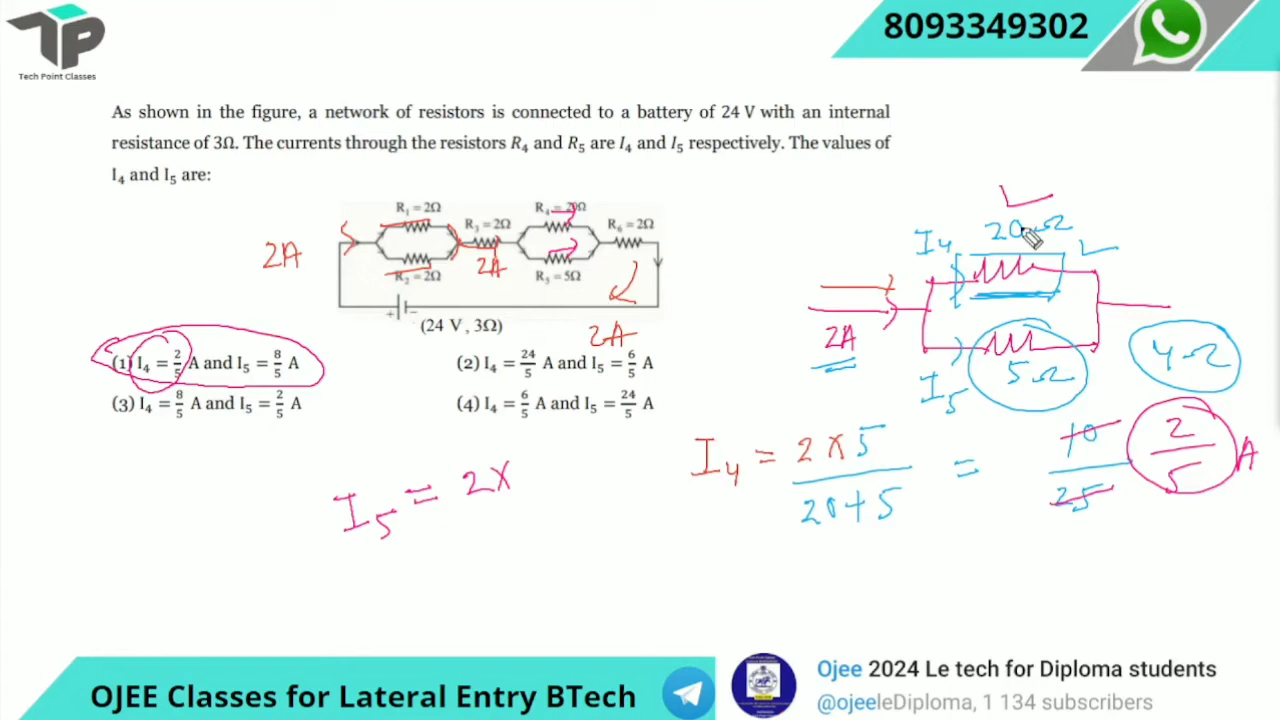 8093349302
TP
Tech Point Classes
As shown in the figure, a network of resistors is connected to a battery of 24 V with an internal
resistance of 3Ω. The currents through the resistors R₄ and R₅ are I₄ and I₅ respectively. The values of
I₄ and I₅ are:
R₁ = 2Ω
R₃ = 2Ω
R₄ = 20Ω
R₆ = 2Ω
2A
R₂ = 2Ω
2A
R₅ = 5Ω
(24 V , 3Ω)
2A
I₄
20Ω
2A
I₅
5Ω
4Ω
(1) I₄ = 2/5 A and I₅ = 8/5 A
(2) I₄ = 24/5 A and I₅ = 6/5 A
(3) I₄ = 8/5 A and I₅ = 2/5 A
(4) I₄ = 6/5 A and I₅ = 24/5 A
I₄ = 2×5/20+5 = 10/25 2/5 A
I₅ = 2×
OJEE Classes for Lateral Entry BTech
Ojee 2024 Le tech for Diploma students
@ojeeleDiploma, 1 134 subscribers